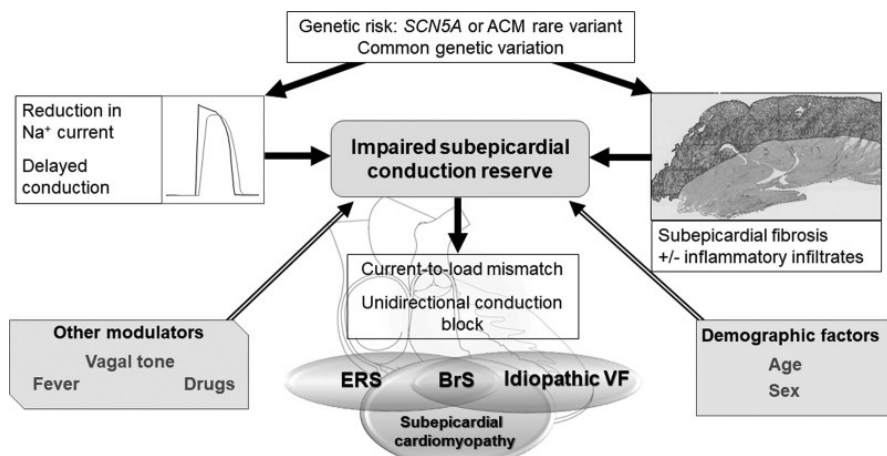 Genetic risk: SCN5A or ACM rare variant
Common genetic variation
Reduction in
Na⁺ current
Delayed
conduction
Impaired subepicardial
conduction reserve
Subepicardial fibrosis
+/- inflammatory infiltrates
Current-to-load mismatch
Unidirectional conduction
block
Other modulators
Vagal tone
Fever Drugs
Demographic factors
Age
Sex
ERS BrS Idiopathic VF
Subepicardial
cardiomyopathy